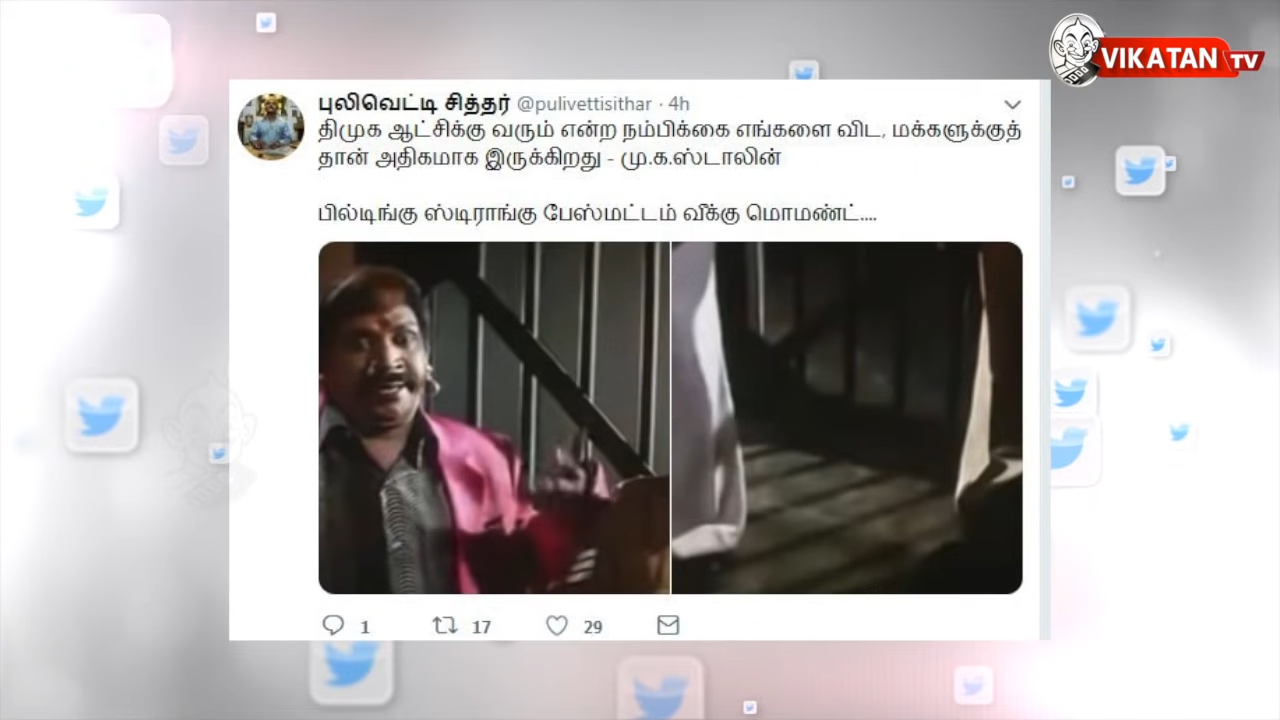 VIKATAN TV
புலிவெட்டி சித்தர் @pulivettisithar · 4h
திமுக ஆட்சிக்கு வரும் என்ற நம்பிக்கை எங்களை விட, மக்களுக்குத்
தான் அதிகமாக இருக்கிறது - மு.க.ஸ்டாலின்
பில்டிங்கு ஸ்டிராங்கு பேஸ்மட்டம் வீக்கு மொமண்ட்....
1 17 29